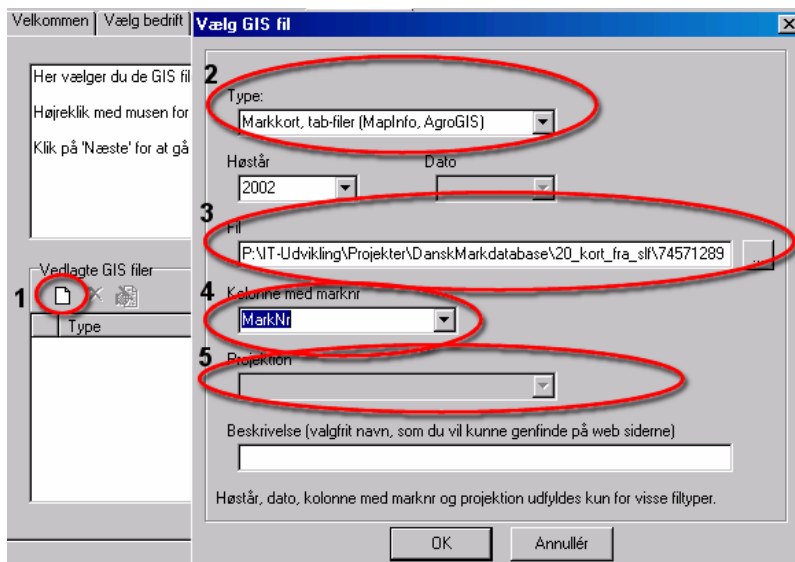 Velkommen
Vælg bedrift
Her vælger du de GIS fil
Højreklik med musen for
Klik på 'Næste' for at gå
Vedlagte GIS filer
1
Type
Vælg GIS fil
2
Type:
Markkort, tab-filer (MapInfo, AgroGIS)
Høstår
Dato
2002
3
Fil
P:\IT-Udvikling\Projekter\DanskMarkdatabase\20_kort_fra_slf\74571289
...
4
Kolonne med marknr
MarkNr
5
Projektion
Beskrivelse (valgfrit navn, som du vil kunne genfinde på web siderne)
Høstår, dato, kolonne med marknr og projektion udfyldes kun for visse filtyper.
OK
Annullér